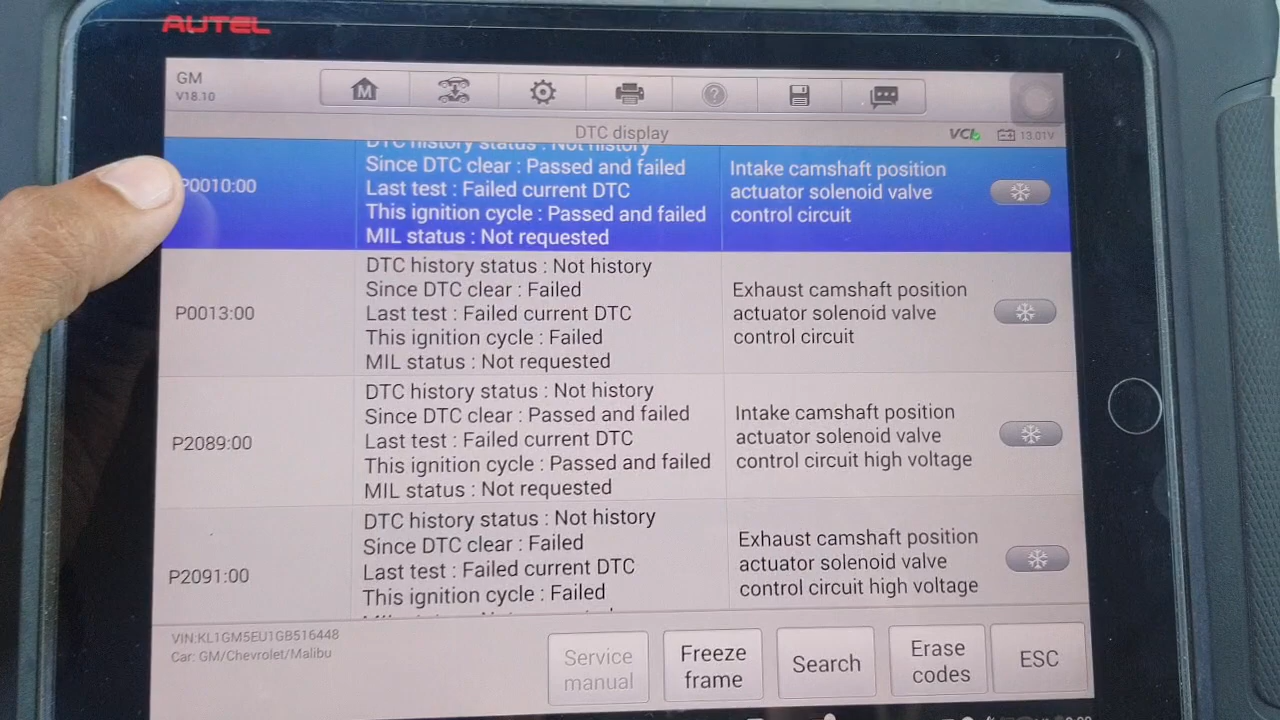 AUTEL
GM
V18.10
M
?
DTC display
VCI
13.01V
P0010:00
DTC history status : Not history
Since DTC clear : Passed and failed
Last test : Failed current DTC
This ignition cycle : Passed and failed
MIL status : Not requested
Intake camshaft position
actuator solenoid valve
control circuit
P0013:00
DTC history status : Not history
Since DTC clear : Failed
Last test : Failed current DTC
This ignition cycle : Failed
MIL status : Not requested
Exhaust camshaft position
actuator solenoid valve
control circuit
P2089:00
DTC history status : Not history
Since DTC clear : Passed and failed
Last test : Failed current DTC
This ignition cycle : Passed and failed
MIL status : Not requested
Intake camshaft position
actuator solenoid valve
control circuit high voltage
P2091:00
DTC history status : Not history
Since DTC clear : Failed
Last test : Failed current DTC
This ignition cycle : Failed
Exhaust camshaft position
actuator solenoid valve
control circuit high voltage
VIN:KL1GM5EU1GB516448
Car: GM/Chevrolet/Malibu
Service
manual
Freeze
frame
Search
Erase
codes
ESC